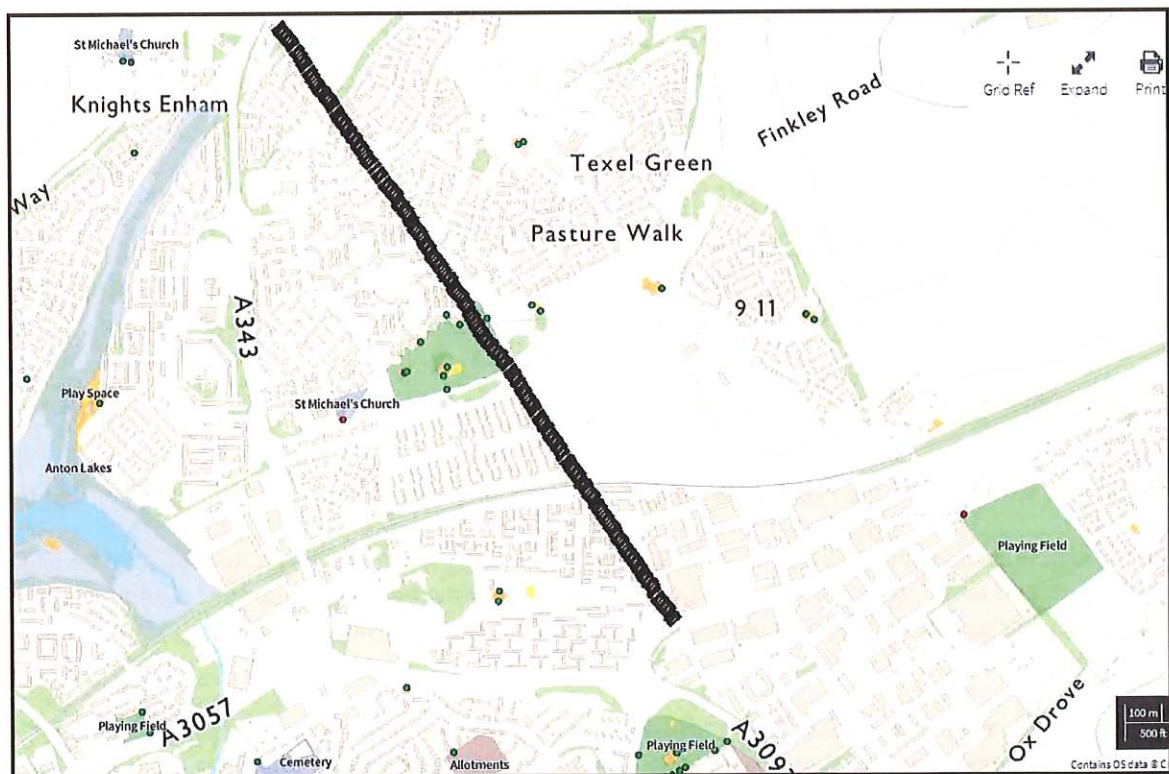 St Michael's Church
Knights Enham
Way
Texel Green
Finkley Road
Grid Ref
Expand
Print
Pasture Walk
A343
9 11
Play Space
St Michael's Church
Anton Lakes
Playing Field
Playing Field
A3057
Cemetery
Allotments
Playing Field
A309
Ox Drove
100 m
500 ft
Contains OS data © C